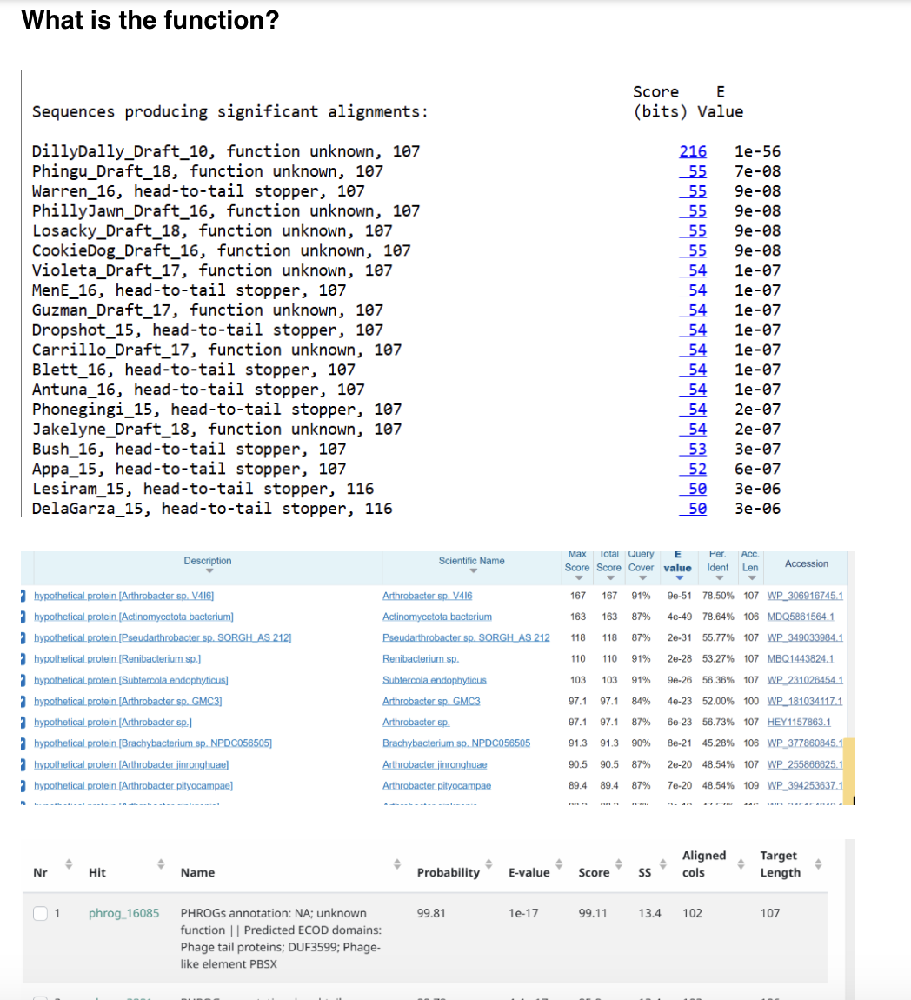 What is the function?
Score E
Sequences producing significant alignments: (bits) Value
DillyDally_Draft_10, function unknown, 107 216 1e-56
Phingu_Draft_18, function unknown, 107 55 7e-08
Warren_16, head-to-tail stopper, 107 55 9e-08
PhillyJawn_Draft_16, function unknown, 107 55 9e-08
Losacky_Draft_18, function unknown, 107 55 9e-08
CookieDog_Draft_16, function unknown, 107 55 9e-08
Violeta_Draft_17, function unknown, 107 54 1e-07
MenE_16, head-to-tail stopper, 107 54 1e-07
Guzman_Draft_17, function unknown, 107 54 1e-07
Dropshot_15, head-to-tail stopper, 107 54 1e-07
Carrillo_Draft_17, function unknown, 107 54 1e-07
Blett_16, head-to-tail stopper, 107 54 1e-07
Antuna_16, head-to-tail stopper, 107 54 1e-07
Phonegingi_15, head-to-tail stopper, 107 54 2e-07
Jakelyne_Draft_18, function unknown, 107 54 2e-07
Bush_16, head-to-tail stopper, 107 53 3e-07
Appa_15, head-to-tail stopper, 107 52 6e-07
Lesiram_15, head-to-tail stopper, 116 50 3e-06
DelaGarza_15, head-to-tail stopper, 116 50 3e-06
Description Scientific Name Max Score Total Score Query Cover E value Per. Ident Acc. Len Accession
hypothetical protein [Arthrobacter sp. V4I6] Arthrobacter sp. V4I6 167 167 91% 9e-51 78.50% 107 WP_306916745.1
hypothetical protein [Actinomycetota bacterium] Actinomycetota bacterium 163 163 87% 4e-49 78.64% 106 MDQ5861564.1
hypothetical protein [Pseudarthrobacter sp. SORGH_AS 212] Pseudarthrobacter sp. SORGH_AS 212 118 118 87% 2e-31 55.77% 107 WP_349033984.1
hypothetical protein [Renibacterium sp.] Renibacterium sp. 110 110 91% 2e-28 53.27% 107 MBQ1443824.1
hypothetical protein [Subtercola endophyticus] Subtercola endophyticus 103 103 91% 9e-26 56.36% 107 WP_231026454.1
hypothetical protein [Arthrobacter sp. GMC3] Arthrobacter sp. GMC3 97.1 97.1 84% 4e-23 52.00% 100 WP_181034117.1
hypothetical protein [Arthrobacter sp.] Arthrobacter sp. 97.1 97.1 87% 6e-23 56.73% 107 HEY1157863.1
hypothetical protein [Brachybacterium sp. NPDC056505] Brachybacterium sp. NPDC056505 91.3 91.3 90% 8e-21 45.28% 106 WP_377860845.1
hypothetical protein [Arthrobacter jinronghuae] Arthrobacter jinronghuae 90.5 90.5 87% 2e-20 48.54% 107 WP_255866625.1
hypothetical protein [Arthrobacter pityocampae] Arthrobacter pityocampae 89.4 89.4 87% 7e-20 48.54% 109 WP_394253637.1
Nr Hit Name Probability E-value Score SS Aligned cols Target Length
1 phrog_16085 PHROGs annotation: NA; unknown 99.81 1e-17 99.11 13.4 102 107
function || Predicted ECOD domains:
Phage tail proteins; DUF3599; Phage-
like element PBSX